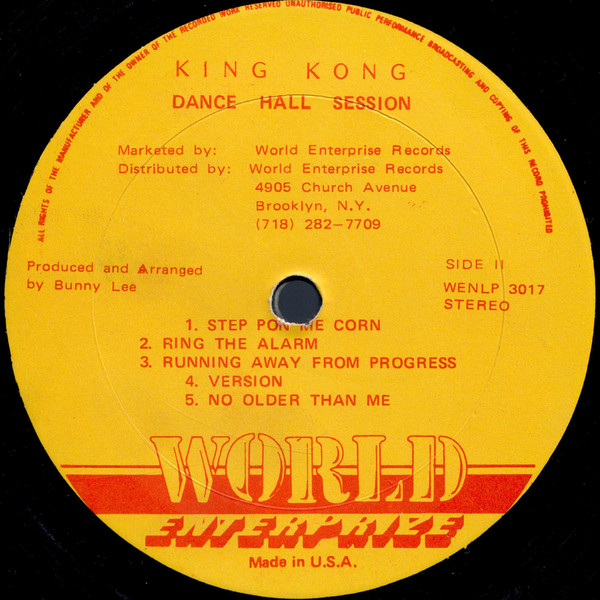 ALL RIGHTS OF THE MANUFACTURER AND OF THE OWNER OF THE RECORDED WORK RESERVED UNAUTHORISED PUBLIC PERFORMANCE BROADCASTING AND COPYING OF THIS RECORD PROHIBITED
KING KONG
DANCE HALL SESSION
Marketed by: World Enterprise Records
Distributed by: World Enterprise Records
4905 Church Avenue
Brooklyn, N.Y.
(718) 282-7709
Produced and Arranged
by Bunny Lee
SIDE II
WENLP 3017
STEREO
1. STEP PON ME CORN
2. RING THE ALARM
3. RUNNING AWAY FROM PROGRESS
4. VERSION
5. NO OLDER THAN ME
WORLD
ENTERPRIZE
Made in U.S.A.